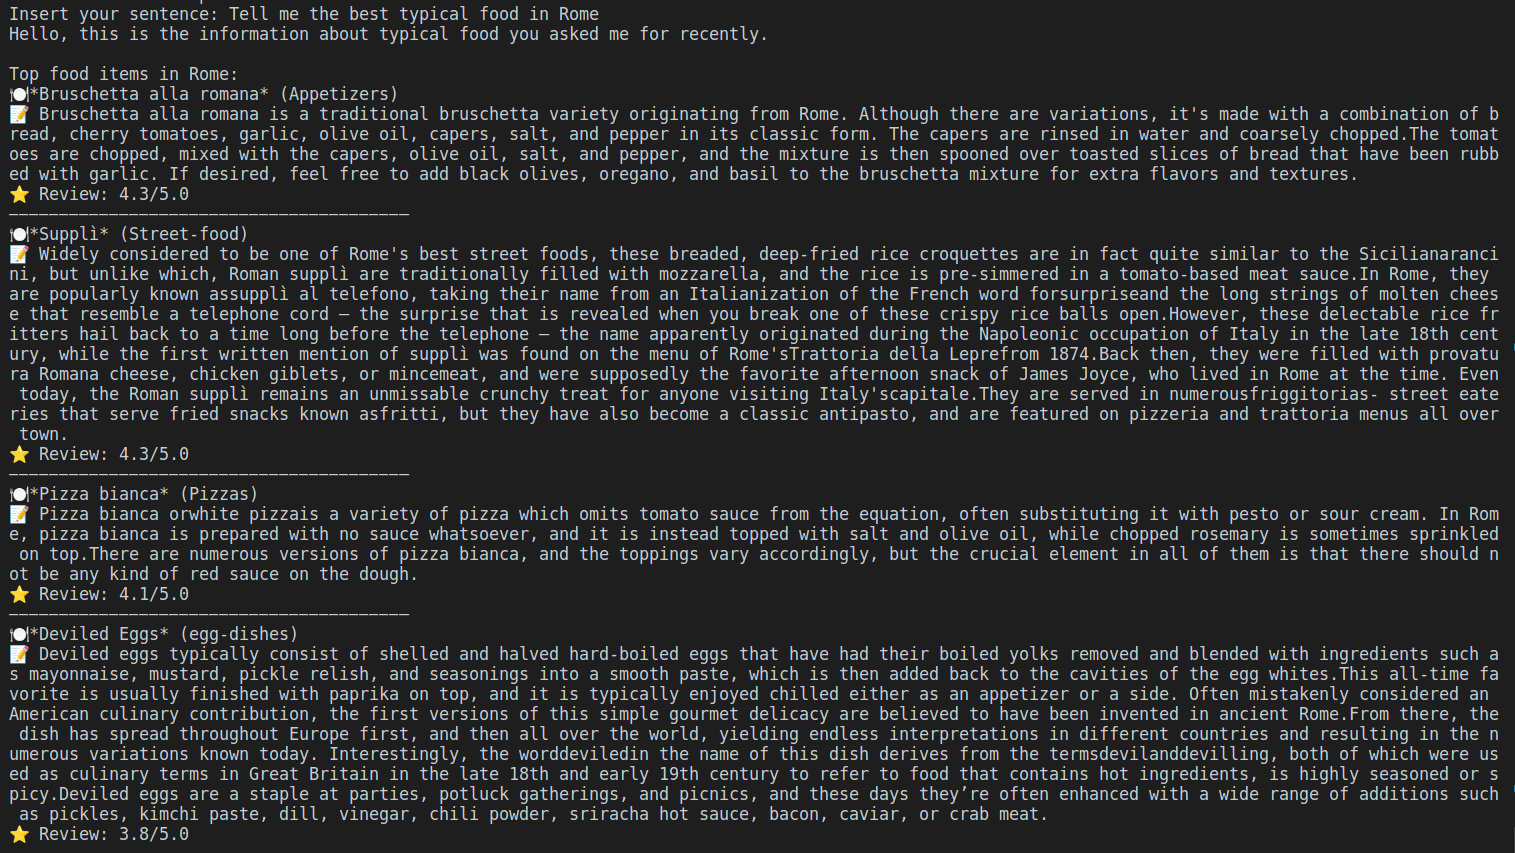 Insert your sentence: Tell me the best typical food in Rome
Hello, this is the information about typical food you asked me for recently.
Top food items in Rome:
🍽*Bruschetta alla romana* (Appetizers)
📝 Bruschetta alla romana is a traditional bruschetta variety originating from Rome. Although there are variations, it's made with a combination of b
read, cherry tomatoes, garlic, olive oil, capers, salt, and pepper in its classic form. The capers are rinsed in water and coarsely chopped.The tomat
oes are chopped, mixed with the capers, olive oil, salt, and pepper, and the mixture is then spooned over toasted slices of bread that have been rubb
ed with garlic. If desired, feel free to add black olives, oregano, and basil to the bruschetta mixture for extra flavors and textures.
⭐ Review: 4.3/5.0
————————————————————————————————————————
🍽*Supplì* (Street-food)
📝 Widely considered to be one of Rome's best street foods, these breaded, deep-fried rice croquettes are in fact quite similar to the Sicilianaranci
ni, but unlike which, Roman supplì are traditionally filled with mozzarella, and the rice is pre-simmered in a tomato-based meat sauce.In Rome, they
are popularly known assupplì al telefono, taking their name from an Italianization of the French word forsurpriseand the long strings of molten chees
e that resemble a telephone cord – the surprise that is revealed when you break one of these crispy rice balls open.However, these delectable rice fr
itters hail back to a time long before the telephone – the name apparently originated during the Napoleonic occupation of Italy in the late 18th cent
ury, while the first written mention of supplì was found on the menu of Rome'sTrattoria della Leprefrom 1874.Back then, they were filled with provatu
ra Romana cheese, chicken giblets, or mincemeat, and were supposedly the favorite afternoon snack of James Joyce, who lived in Rome at the time. Even
today, the Roman supplì remains an unmissable crunchy treat for anyone visiting Italy'scapitale.They are served in numerousfriggitorias- street eate
ries that serve fried snacks known asfritti, but they have also become a classic antipasto, and are featured on pizzeria and trattoria menus all over
town.
⭐ Review: 4.3/5.0
————————————————————————————————————————
🍽*Pizza bianca* (Pizzas)
📝 Pizza bianca orwhite pizzais a variety of pizza which omits tomato sauce from the equation, often substituting it with pesto or sour cream. In Rom
e, pizza bianca is prepared with no sauce whatsoever, and it is instead topped with salt and olive oil, while chopped rosemary is sometimes sprinkled
on top.There are numerous versions of pizza bianca, and the toppings vary accordingly, but the crucial element in all of them is that there should n
ot be any kind of red sauce on the dough.
⭐ Review: 4.1/5.0
————————————————————————————————————————
🍽*Deviled Eggs* (egg-dishes)
📝 Deviled eggs typically consist of shelled and halved hard-boiled eggs that have had their boiled yolks removed and blended with ingredients such a
s mayonnaise, mustard, pickle relish, and seasonings into a smooth paste, which is then added back to the cavities of the egg whites.This all-time fa
vorite is usually finished with paprika on top, and it is typically enjoyed chilled either as an appetizer or a side. Often mistakenly considered an
American culinary contribution, the first versions of this simple gourmet delicacy are believed to have been invented in ancient Rome.From there, the
dish has spread throughout Europe first, and then all over the world, yielding endless interpretations in different countries and resulting in the n
umerous variations known today. Interestingly, the worddeviledin the name of this dish derives from the termsdevilanddevilling, both of which were us
ed as culinary terms in Great Britain in the late 18th and early 19th century to refer to food that contains hot ingredients, is highly seasoned or s
picy.Deviled eggs are a staple at parties, potluck gatherings, and picnics, and these days they’re often enhanced with a wide range of additions such
as pickles, kimchi paste, dill, vinegar, chili powder, sriracha hot sauce, bacon, caviar, or crab meat.
⭐ Review: 3.8/5.0